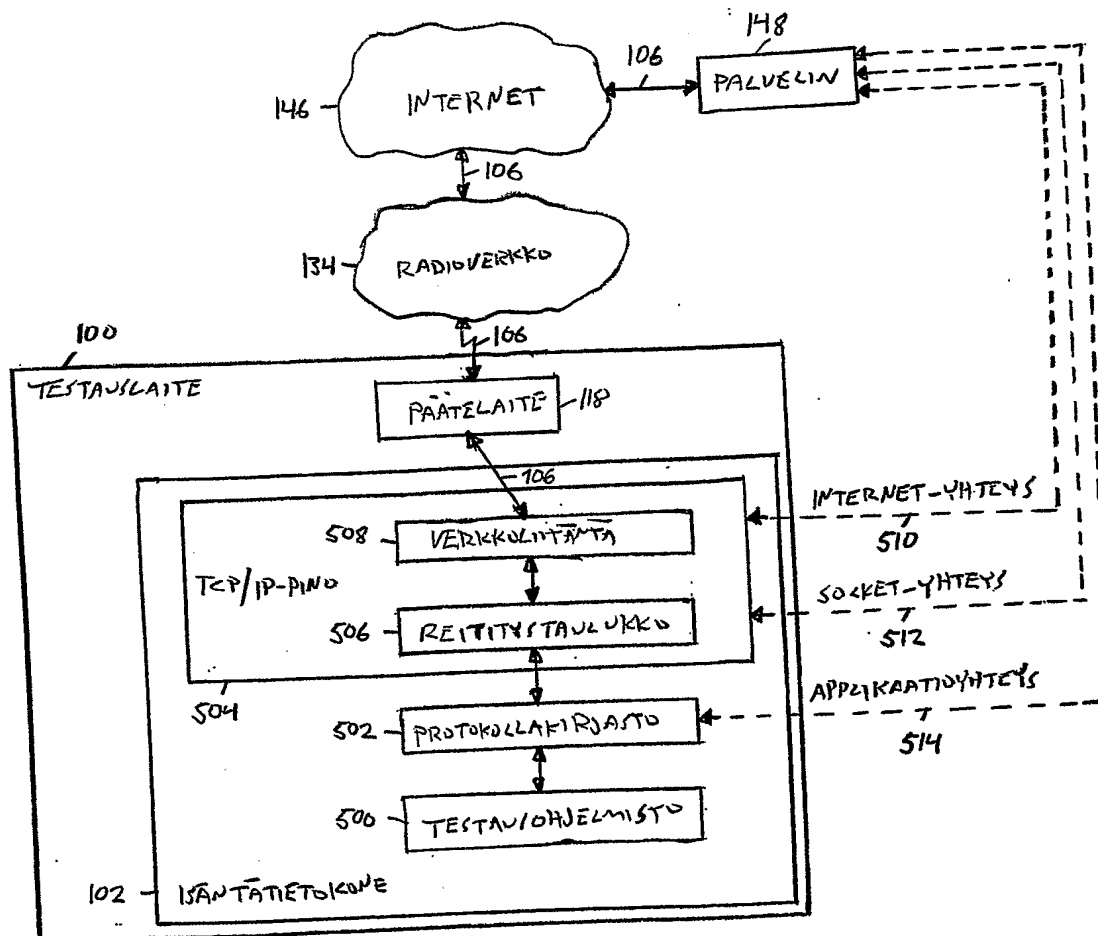 148
PALVELIN
106
INTERNET
146
106
RADIOVERKKO
134
106
100
TESTAUSLAITE
PÄÄTELAITE
118
106
INTERNET-YHTEYS
510
508
VERKKOLIITÄNTÄ
TCP/IP-PINO
SOCKET-YHTEYS
512
506
REITITYSTAULUKKO
504
APPLIKAATIOYHTEYS
514
502
PROTOKOLLAKIRJASTO
500
TESTAUSOHJELMISTO
102
ISÄNTÄTIETOKONE